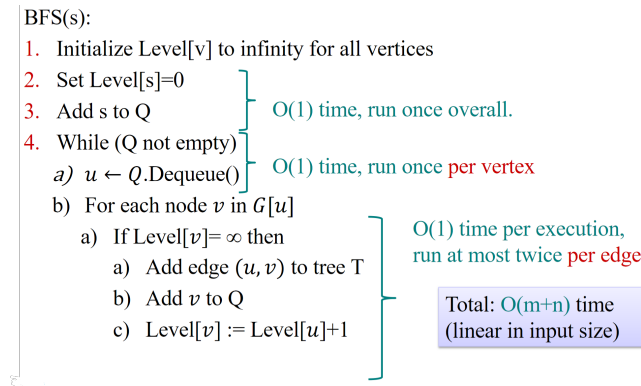 BFS(s):
1. Initialize Level[v] to infinity for all vertices
2. Set Level[s]=0
3. Add s to Q
O(1) time, run once overall.
4. While (Q not empty)
a) u ← Q.Dequeue()
O(1) time, run once per vertex
b) For each node v in G[u]
a) If Level[v]= ∞ then
a) Add edge (u, v) to tree T
b) Add v to Q
c) Level[v] := Level[u]+1
O(1) time per execution,
run at most twice per edge
Total: O(m+n) time
(linear in input size)